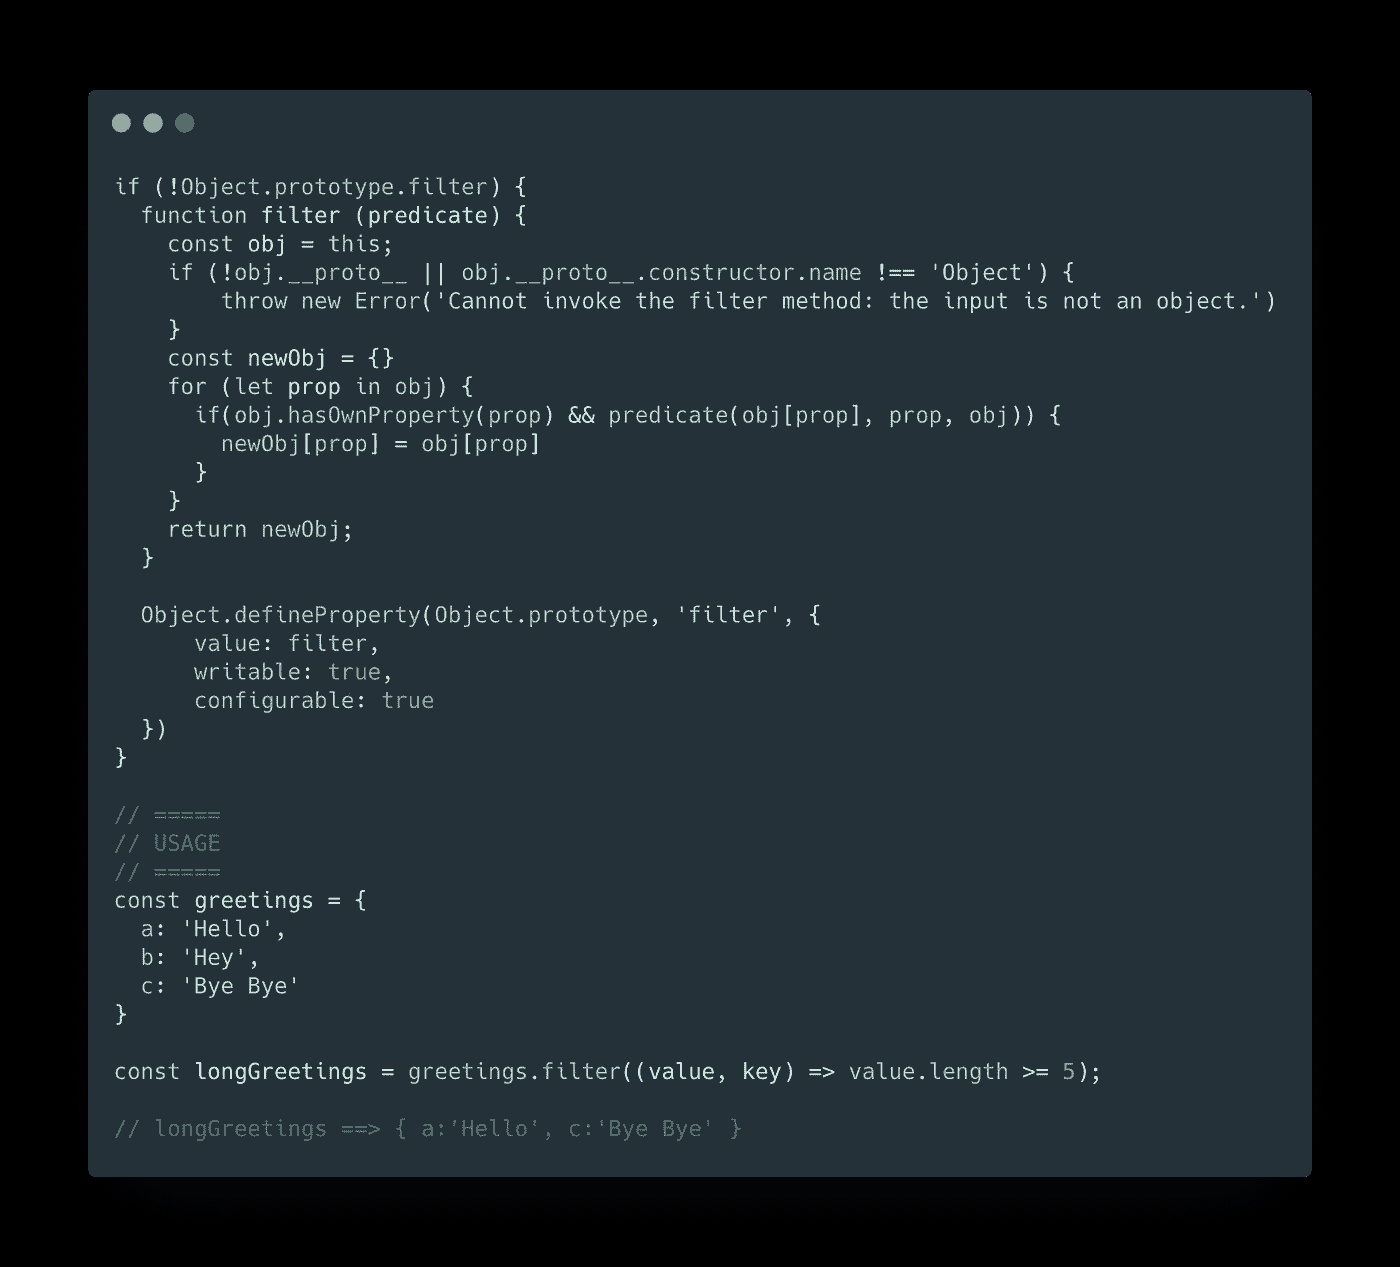 if (!Object.prototype.filter) {
  function filter (predicate) {
    const obj = this;
    if (!obj.__proto__ || obj.__proto__.constructor.name !== 'Object') {
        throw new Error('Cannot invoke the filter method: the input is not an object.')
    }
    const newObj = {}
    for (let prop in obj) {
      if(obj.hasOwnProperty(prop) && predicate(obj[prop], prop, obj)) {
        newObj[prop] = obj[prop]
      }
    }
    return newObj;
  }

  Object.defineProperty(Object.prototype, 'filter', {
      value: filter,
      writable: true,
      configurable: true
  })
}

// =====
// USAGE
// =====
const greetings = {
  a: 'Hello',
  b: 'Hey',
  c: 'Bye Bye'
}

const longGreetings = greetings.filter((value, key) => value.length >= 5);

// longGreetings ==> { a:'Hello', c:'Bye Bye' }